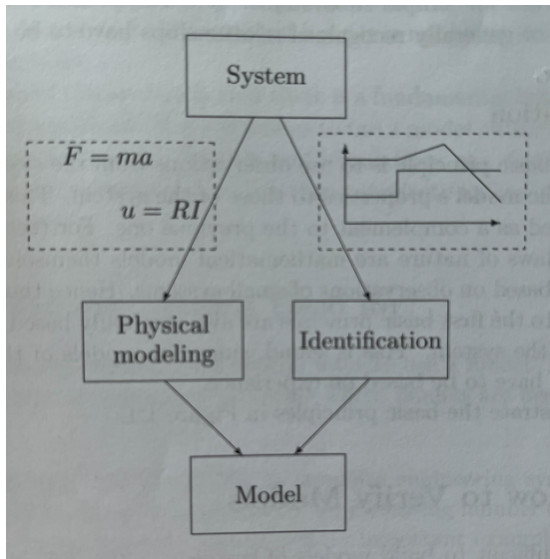 System
F = ma
u = RI
Physical
modeling
Identification
Model